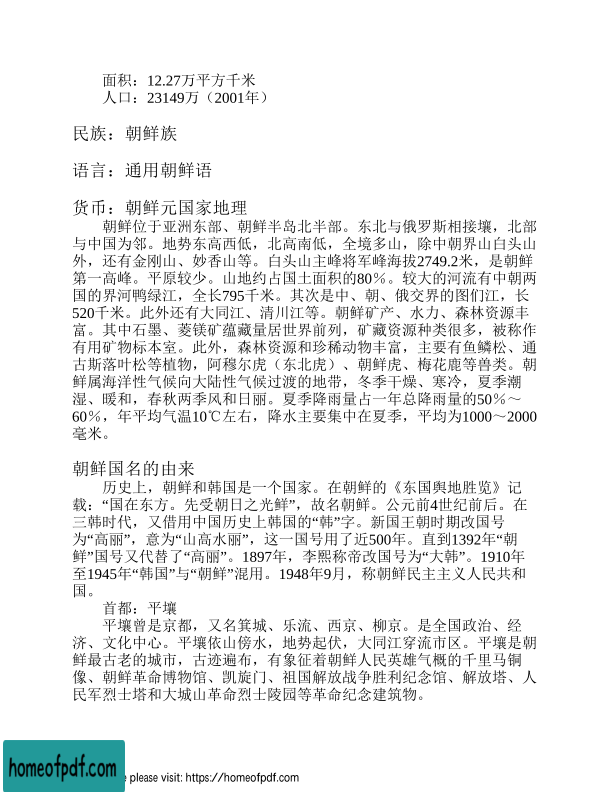 面积：12.27万平方千米
人口：23149万（2001年）
民族：朝鲜族
语言：通用朝鲜语
货币：朝鲜元国家地理
朝鲜位于亚洲东部、朝鲜半岛北半部。东北与俄罗斯相接壤，北部
与中国为邻。地势东高西低，北高南低，全境多山，除中朝界山白头山
外，还有金刚山、妙香山等。白头山主峰将军峰海拔2749.2米，是朝鲜
第一高峰。平原较少。山地约占国土面积的80％。较大的河流有中朝两
国的界河鸭绿江，全长795千米。其次是中、朝、俄交界的图们江，长
520千米。此外还有大同江、清川江等。朝鲜矿产、水力、森林资源丰
富。其中石墨、菱镁矿蕴藏量居世界前列，矿藏资源种类很多，被称作
有用矿物标本室。此外，森林资源和珍稀动物丰富，主要有鱼鳞松、通
古斯落叶松等植物，阿穆尔虎（东北虎）、朝鲜虎、梅花鹿等兽类。朝
鲜属海洋性气候向大陆性气候过渡的地带，冬季干燥、寒冷，夏季潮
湿、暖和，春秋两季风和日丽。夏季降雨量占一年总降雨量的50％～
60％，年平均气温10℃左右，降水主要集中在夏季，平均为1000～2000
毫米。
朝鲜国名的由来
历史上，朝鲜和韩国是一个国家。在朝鲜的《东国舆地胜览》记
载：“国在东方。先受朝日之光鲜”，故名朝鲜。公元前4世纪前后。在
三韩时代，又借用中国历史上韩国的“韩”字。新国王朝时期改国号
为“高丽”，意为“山高水丽”，这一国号用了近500年。直到1392年“朝
鲜”国号又代替了“高丽”。1897年，李熙称帝改国号为“大韩”。1910年
至1945年“韩国”与“朝鲜”混用。1948年9月，称朝鲜民主主义人民共和
国。
首都：平壤
平壤曾是京都，又名箕城、乐流、西京、柳京。是全国政治、经
济、文化中心。平壤依山傍水，地势起伏，大同江穿流市区。平壤是朝
鲜最古老的城市，古迹遍布，有象征着朝鲜人民英雄气概的千里马铜
像、朝鲜革命博物馆、凯旋门、祖国解放战争胜利纪念馆、解放塔、人
民军烈士塔和大城山革命烈士陵园等革命纪念建筑物。
homeofpdf.com
please visit: https://homeofpdf.com